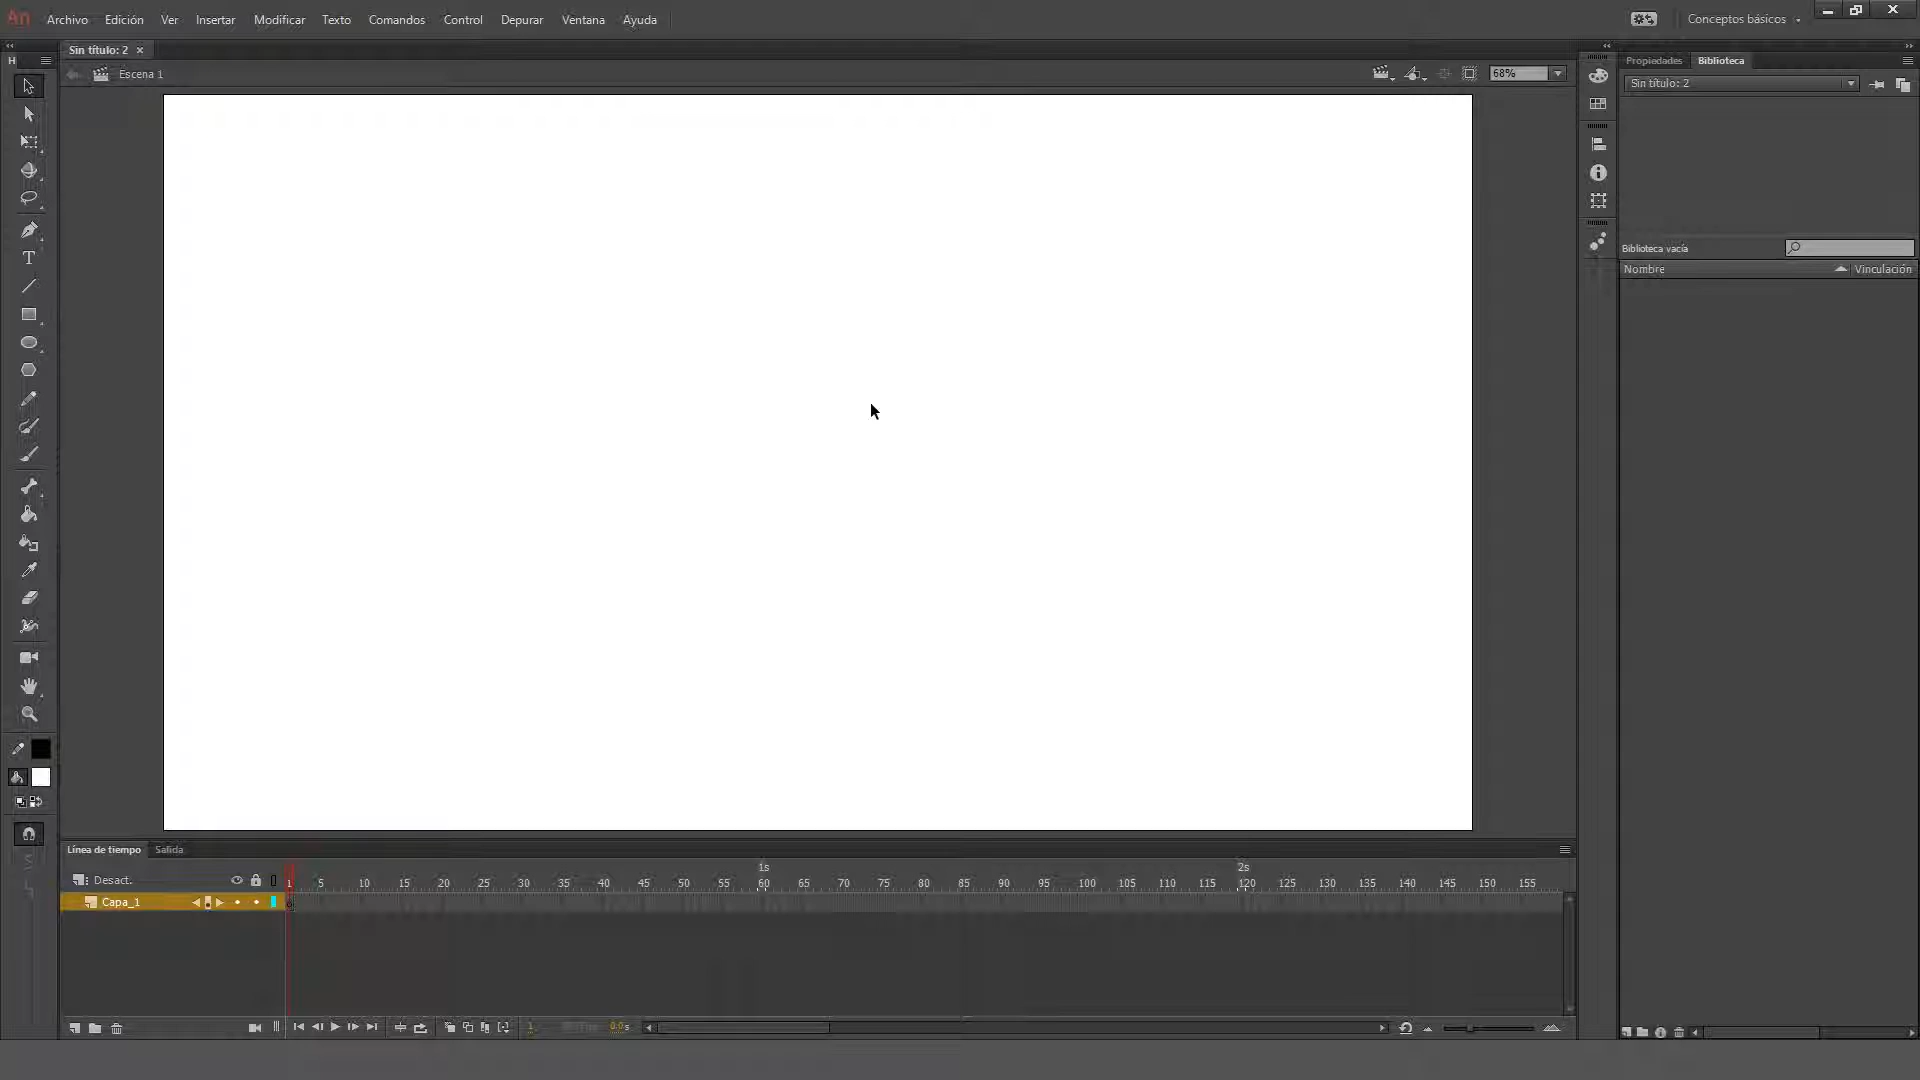 An Archivo Edición Ver Insertar Modificar Texto Comandos Control Depurar Ventana Ayuda Conceptos básicos
Sin título: 2
H
Escena 1 68%
Propiedades Biblioteca
Sin título: 2
Biblioteca vacía
Nombre Vinculación
Línea de tiempo Salida
1s 2s
Desact. 1 5 10 15 20 25 30 35 40 45 50 55 60 65 70 75 80 85 90 95 100 105 110 115 120 125 130 135 140 145 150 155
Capa_1
1 0.0s